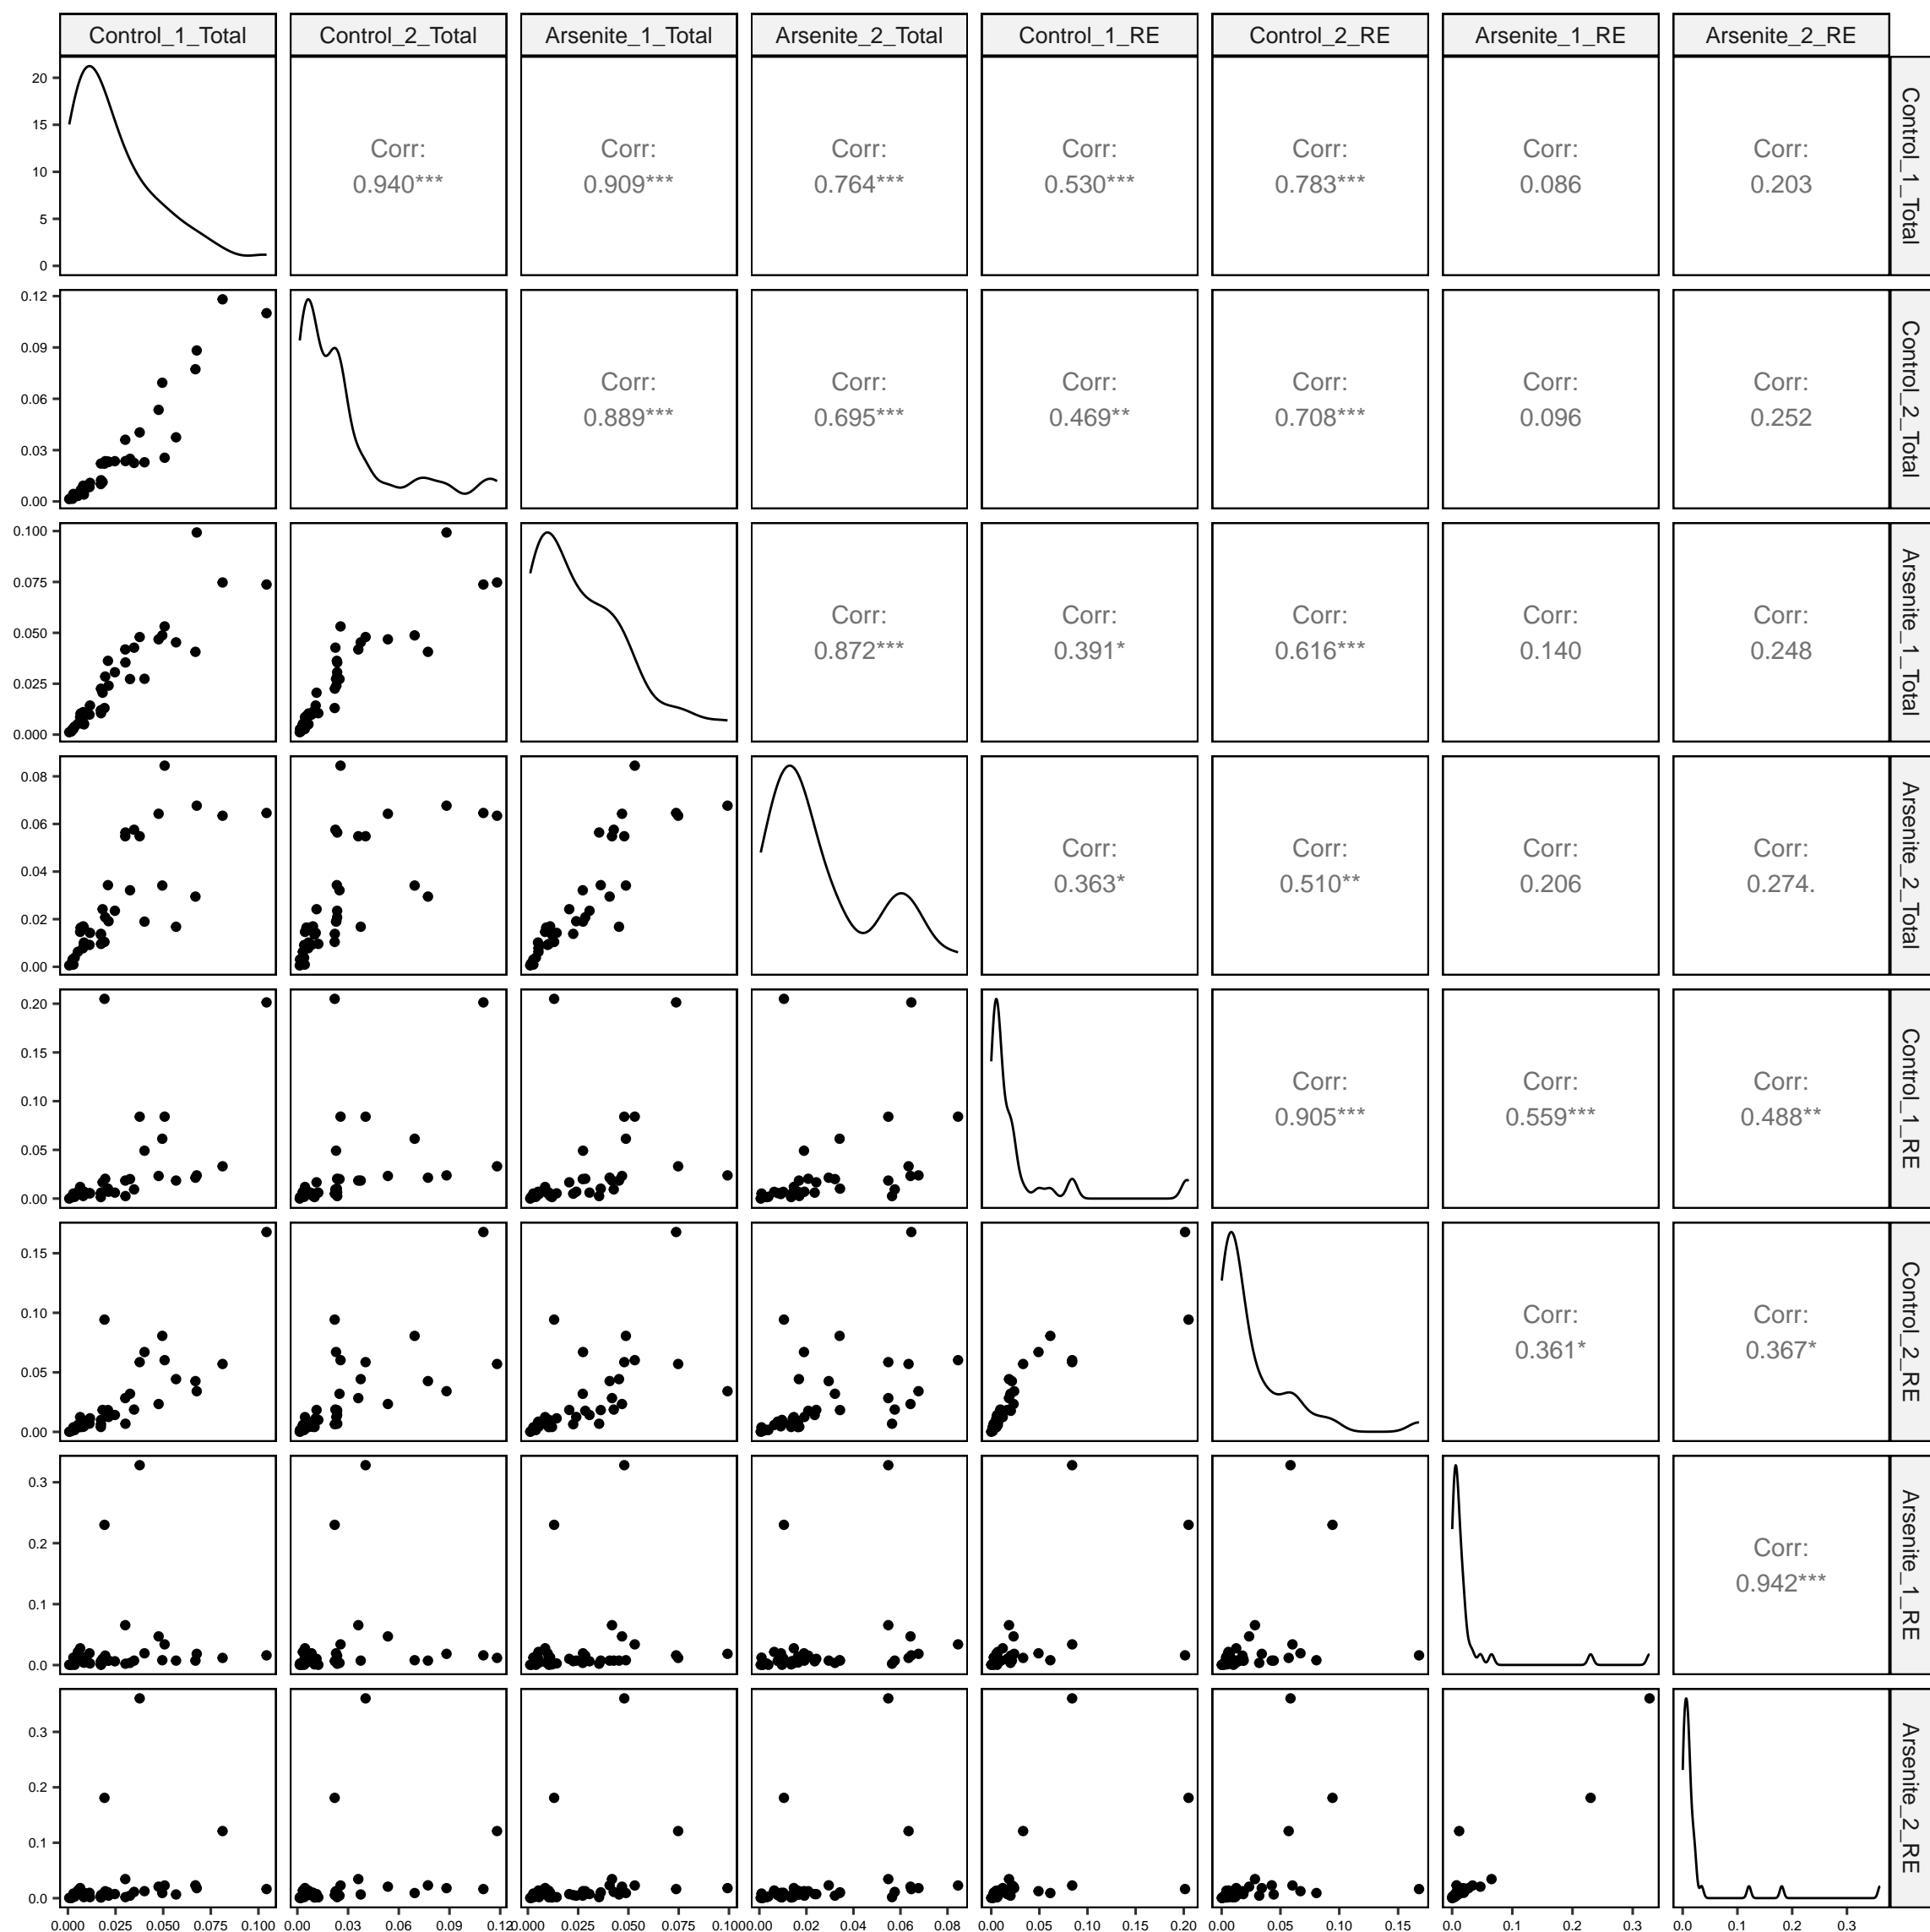 Control_1_Total Control_2_Total Arsenite_1_Total Arsenite_2_Total Control_1_RE Control_2_RE Arsenite_1_RE Arsenite_2_RE
20
15
10
5
0
Corr: Corr: Corr: Corr: Corr: Corr: Corr:
0.940*** 0.909*** 0.764*** 0.530*** 0.783*** 0.086 0.203
Control_1_Total
0.12
0.09
0.06
0.03
0.00
Corr: Corr: Corr: Corr: Corr: Corr:
0.889*** 0.695*** 0.469** 0.708*** 0.096 0.252
Control_2_Total
0.100
0.075
0.050
0.025
0.000
Corr: Corr: Corr: Corr: Corr:
0.872*** 0.391* 0.616*** 0.140 0.248
Arsenite_1_Total
0.08
0.06
0.04
0.02
0.00
Corr: Corr: Corr: Corr:
0.363* 0.510** 0.206 0.274.
Arsenite_2_Total
0.20
0.15
0.10
0.05
0.00
Corr: Corr: Corr:
0.905*** 0.559*** 0.488**
Control_1_RE
0.15
0.10
0.05
0.00
Corr: Corr:
0.361* 0.367*
Control_2_RE
0.3
0.2
0.1
0.0
Corr:
0.942***
Arsenite_1_RE
0.3
0.2
0.1
0.0
Arsenite_2_RE
0.000 0.025 0.050 0.075 0.100 0.00 0.03 0.06 0.09 0.12 0.000 0.025 0.050 0.075 0.100 0.00 0.02 0.04 0.06 0.08 0.00 0.05 0.10 0.15 0.20 0.00 0.05 0.10 0.15 0.0 0.1 0.2 0.3 0.0 0.1 0.2 0.3